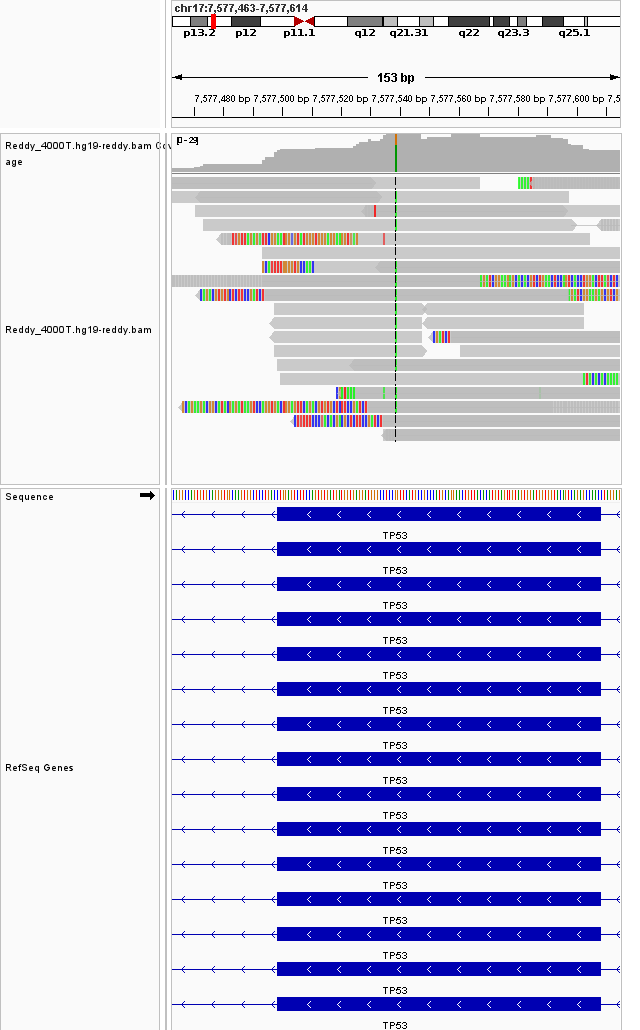 chr17:7,577,463-7,577,614
p13.2 p12 p11.1 q12 q21.31 q22 q23.3 q25.1
153 bp
7,577,480 bp 7,577,500 bp 7,577,520 bp 7,577,540 bp 7,577,560 bp 7,577,580 bp 7,577,600 bp 7,5
Reddy_4000T.hg19-reddy.bam Cov
age
[0-29]
Reddy_4000T.hg19-reddy.bam
Sequence
TP53
TP53
TP53
TP53
TP53
TP53
TP53
RefSeq Genes
TP53
TP53
TP53
TP53
TP53
TP53
TP53
TP53